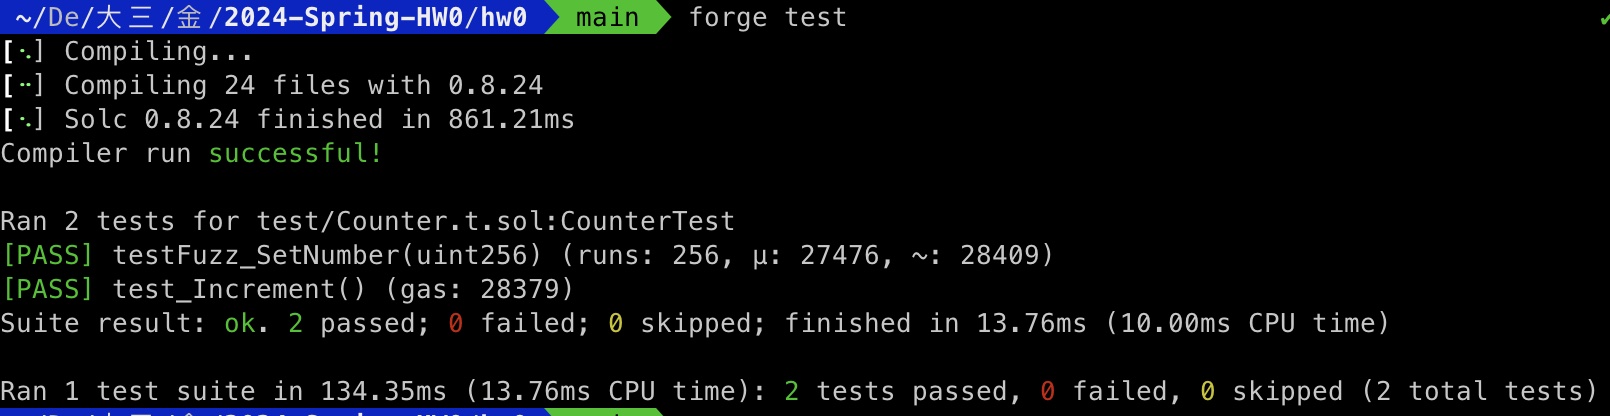 ~/De/大三/金/2024-Spring-HW0/hw0 main forge test ✔
[⠢] Compiling...
[⠒] Compiling 24 files with 0.8.24
[⠢] Solc 0.8.24 finished in 861.21ms
Compiler run successful!
Ran 2 tests for test/Counter.t.sol:CounterTest
[PASS] testFuzz_SetNumber(uint256) (runs: 256, μ: 27476, ~: 28409)
[PASS] test_Increment() (gas: 28379)
Suite result: ok. 2 passed; 0 failed; 0 skipped; finished in 13.76ms (10.00ms CPU time)
Ran 1 test suite in 134.35ms (13.76ms CPU time): 2 tests passed, 0 failed, 0 skipped (2 total tests)